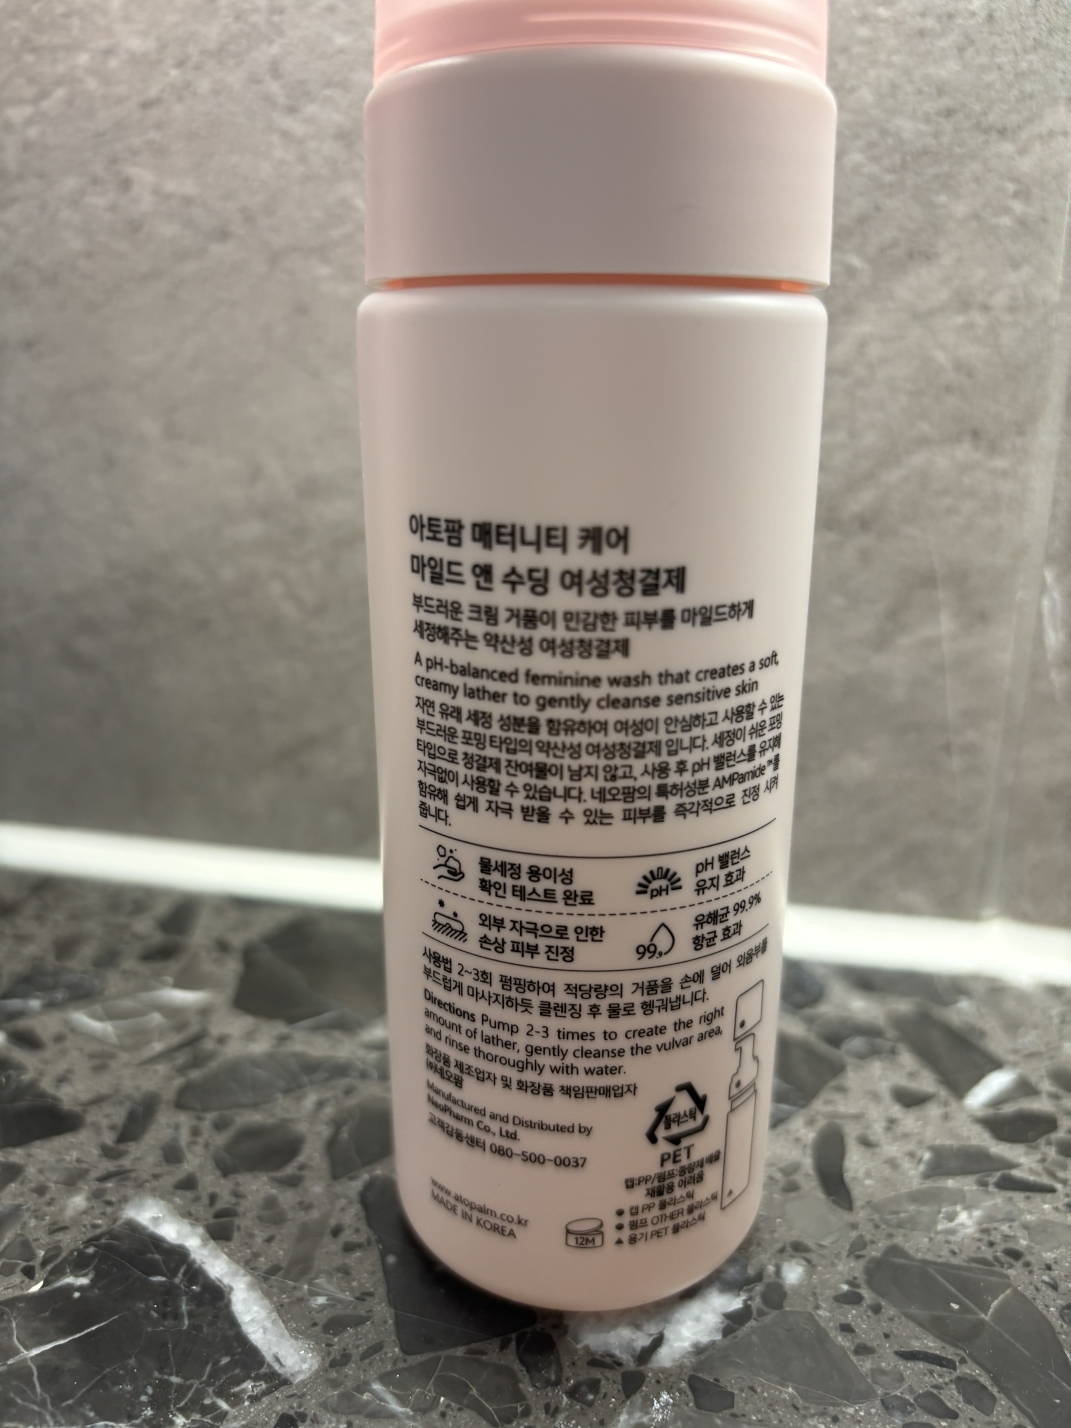 아토팜 매터니티 케어
마일드 앤 수딩 여성청결제
부드러운 크림 거품이 민감한 피부를 마일드하게
세정해주는 약산성 여성청결제
A pH-balanced feminine wash that creates a soft,
creamy lather to gently cleanse sensitive skin
자연 유래 세정 성분을 함유하여 여성이 안심하고 사용할 수 있는
부드러운 포밍 타입의 약산성 여성청결제 입니다. 세정이 쉬운 포밍
타입으로 청결제 잔여물이 남지 않고, 사용 후 pH 밸런스를 유지해
자극없이 사용할 수 있습니다. 네오팜의 특허성분 AMPamide™를
함유해 쉽게 자극 받을 수 있는 피부를 즉각적으로 진정 시켜
줍니다.
물세정 용이성
확인 테스트 완료
pH
pH 밸런스
유지 효과
외부 자극으로 인한
손상 피부 진정
99.9
유해균 99.9%
항균 효과
사용법 2~3회 펌핑하여 적당량의 거품을 손에 덜어 외음부를
부드럽게 마사지하듯 클렌징 후 물로 헹궈냅니다.
Directions Pump 2-3 times to create the right
amount of lather, gently cleanse the vulvar area,
and rinse thoroughly with water.
화장품 제조업자 및 화장품 책임판매업자
㈜네오팜
Manufactured and Distributed by
NeoPharm Co., Ltd.
고객감동센터 080-500-0037
www.atopalm.co.kr
MADE IN KOREA
12M
플라스틱
PET
캡:PP/펌프:중량제 배출
재활용 어려움
● 캡 PP 플라스틱
● 펌프 OTHER 플라스틱
▲ 용기 PET 플라스틱